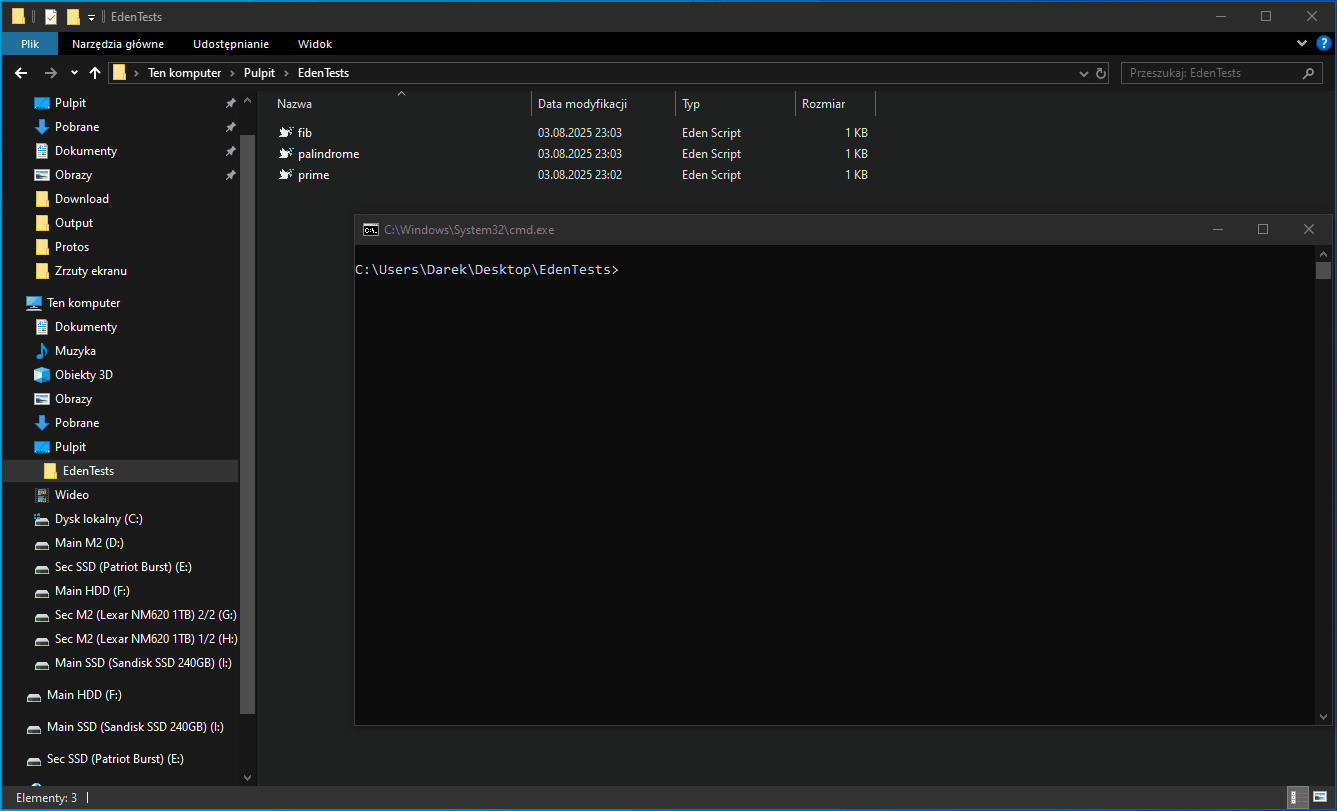 EdenTests
Plik Narzędzia główne Udostępnianie Widok
Ten komputer Pulpit EdenTests
Przeszukaj: EdenTests
Pulpit
Pobrane
Dokumenty
Obrazy
Download
Output
Protos
Zrzuty ekranu
Ten komputer
Dokumenty
Muzyka
Obiekty 3D
Obrazy
Pobrane
Pulpit
EdenTests
Wideo
Dysk lokalny (C:)
Main M2 (D:)
Sec SSD (Patriot Burst) (E:)
Main HDD (F:)
Sec M2 (Lexar NM620 1TB) 2/2 (G:)
Sec M2 (Lexar NM620 1TB) 1/2 (H:)
Main SSD (Sandisk SSD 240GB) (I:)
Main HDD (F:)
Main SSD (Sandisk SSD 240GB) (I:)
Sec SSD (Patriot Burst) (E:)
Nazwa Data modyfikacji Typ Rozmiar
fib 03.08.2025 23:03 Eden Script 1 KB
palindrome 03.08.2025 23:03 Eden Script 1 KB
prime 03.08.2025 23:02 Eden Script 1 KB
C:\Windows\System32\cmd.exe
C:\Users\Darek\Desktop\EdenTests>
Elementy: 3